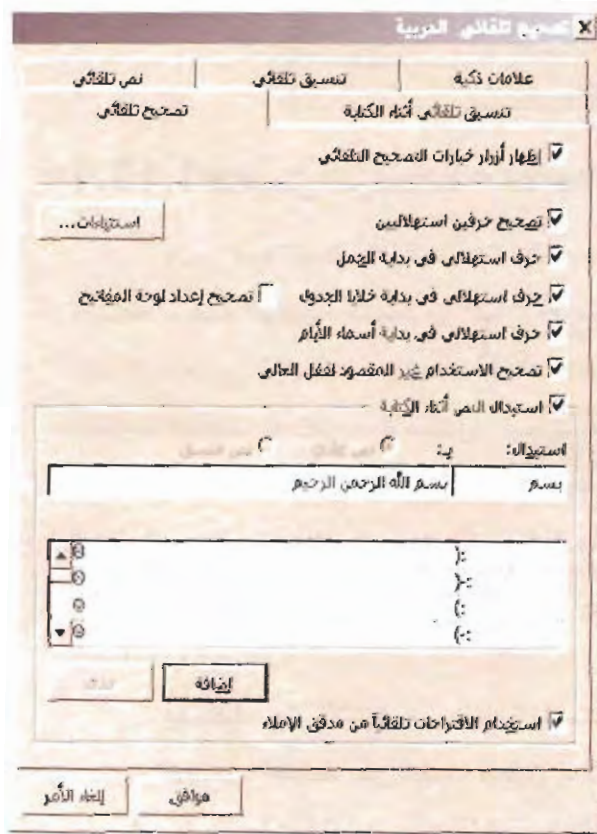 تصحيح تلقائي: العربية
علامات ذكية تنسيق تلقائي نص تلقائي
تنسيق تلقائي أثناء الكتابة تصحيح تلقائي
إظهار أزرار خيارات التصحيح التلقائي
تصحيح حرفين استهلاليين استثناءات...
حرف استهلالي في بداية الجمل
حرف استهلالي في بداية خلايا الجدول تصحيح إعداد لوحة المفاتيح
حرف استهلالي في بداية أسماء الأيام
تصحيح الاستخدام غير المقصود لقفل العالي
استبدال النص أثناء الكتابة
استبدال: بـ: نص عادي نص منسق
بسم بسم الله الرحمن الرحيم
:(
:-(
:)
:-)
إضافة حذف
استخدام الاقتراحات تلقائياً من مدقق الإملاء
موافق إلغاء الأمر